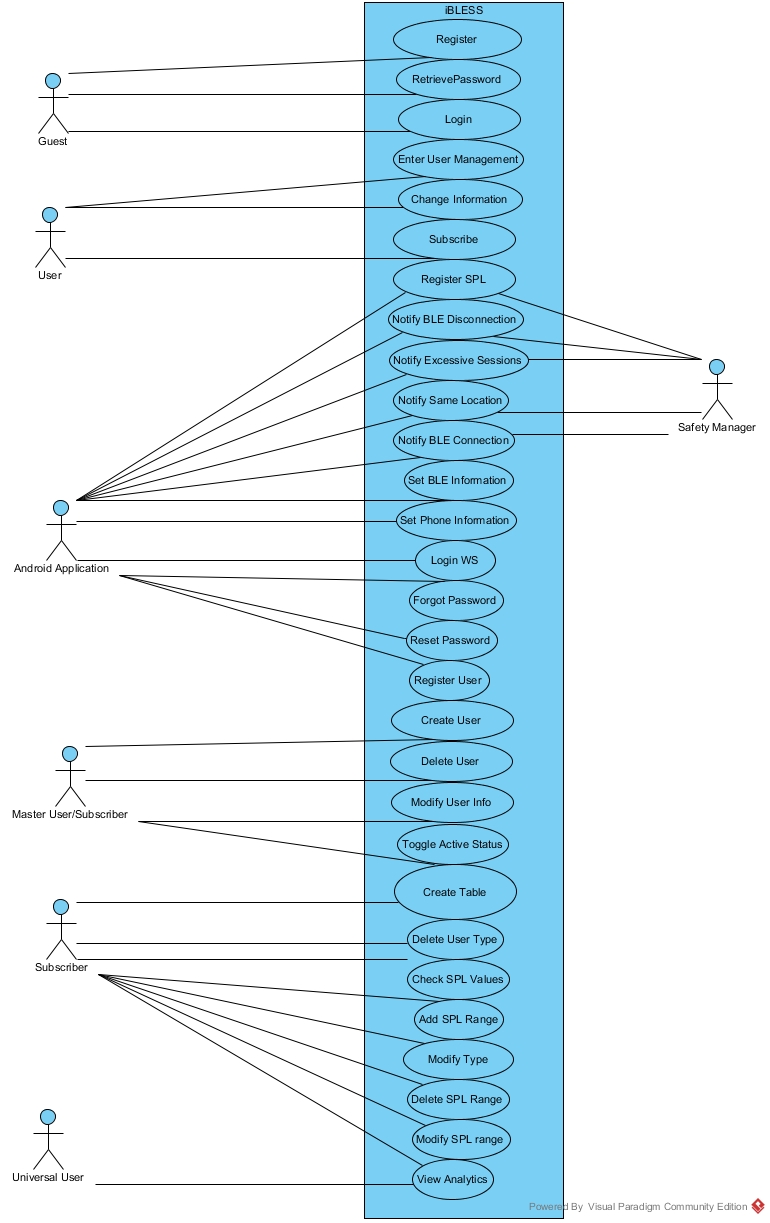 iBLESS
Register
RetrievePassword
Login
Guest
Enter User Management
Change Information
Subscribe
User
Register SPL
Notify BLE Disconnection
Notify Excessive Sessions
Notify Same Location
Safety Manager
Notify BLE Connection
Set BLE Information
Set Phone Information
Login WS
Android Application
Forgot Password
Reset Password
Register User
Create User
Delete User
Modify User Info
Master User/Subscriber
Toggle Active Status
Create Table
Delete User Type
Subscriber
Check SPL Values
Add SPL Range
Modify Type
Delete SPL Range
Modify SPL range
View Analytics
Universal User
Powered By Visual Paradigm Community Edition